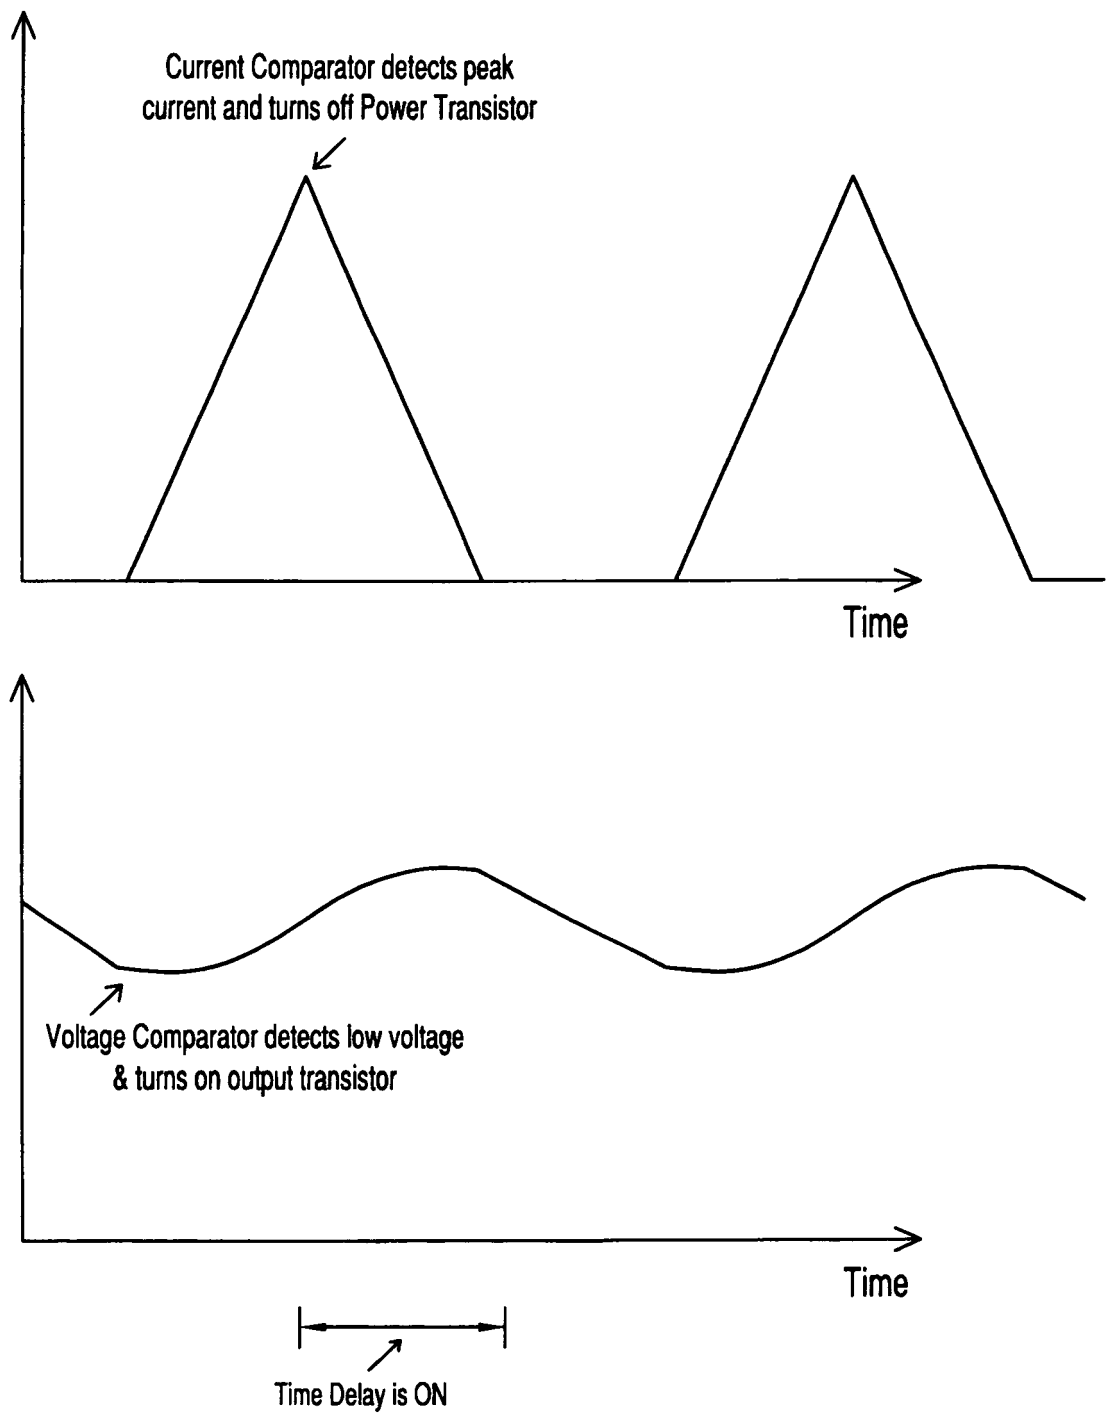 Current Comparator detects peak
current and turns off Power Transistor
Time
Voltage Comparator detects low voltage
& turns on output transistor
Time
Time Delay is ON